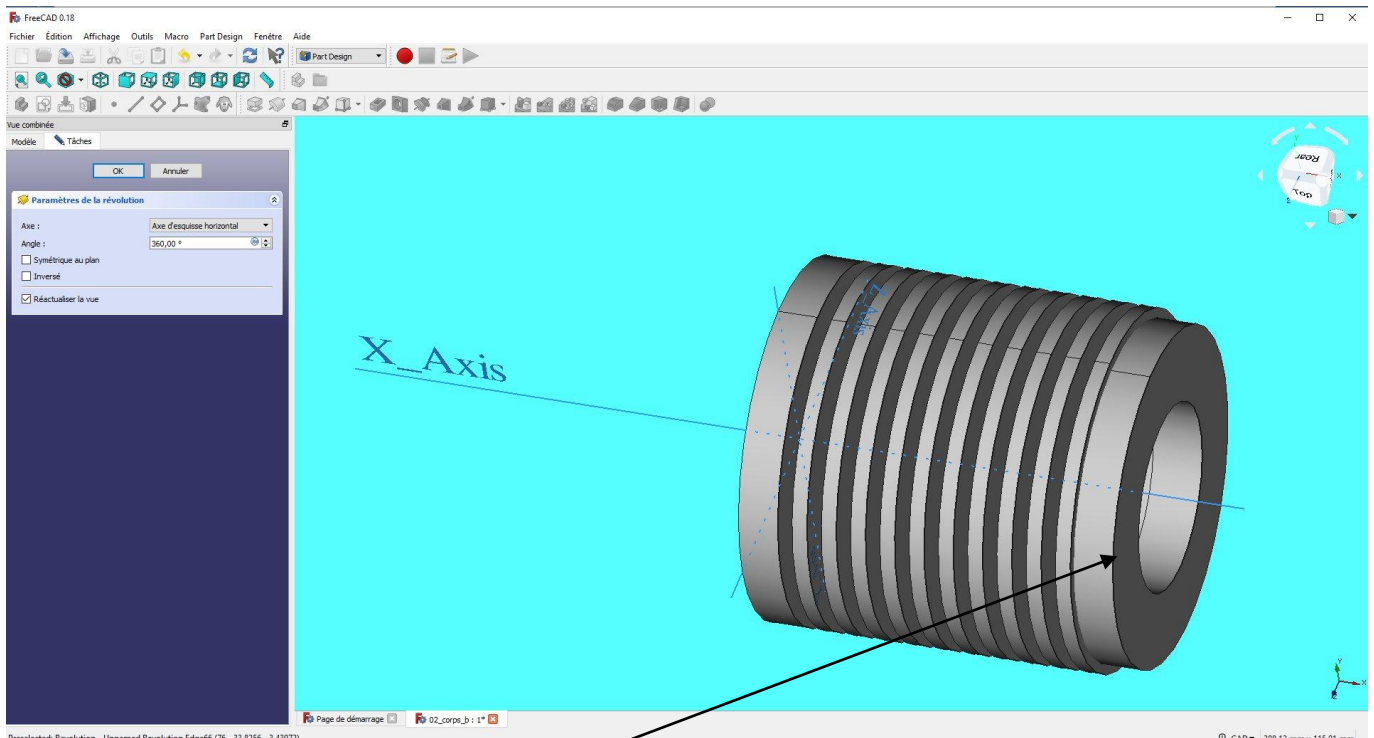 FreeCAD 0.18
Fichier Édition Affichage Outils Macro Part Design Fenêtre Aide
Part Design
Vue combinée
Modèle Tâches
OK Annuler
Paramètres de la révolution
Axe : Axe d'esquisse horizontal
Angle : 360,00 °
Symétrique au plan
Inversé
Réactualiser la vue
X_Axis
Rear
Top
Y
X
Page de démarrage 02_corps_b : 1*
Y
X
CAD